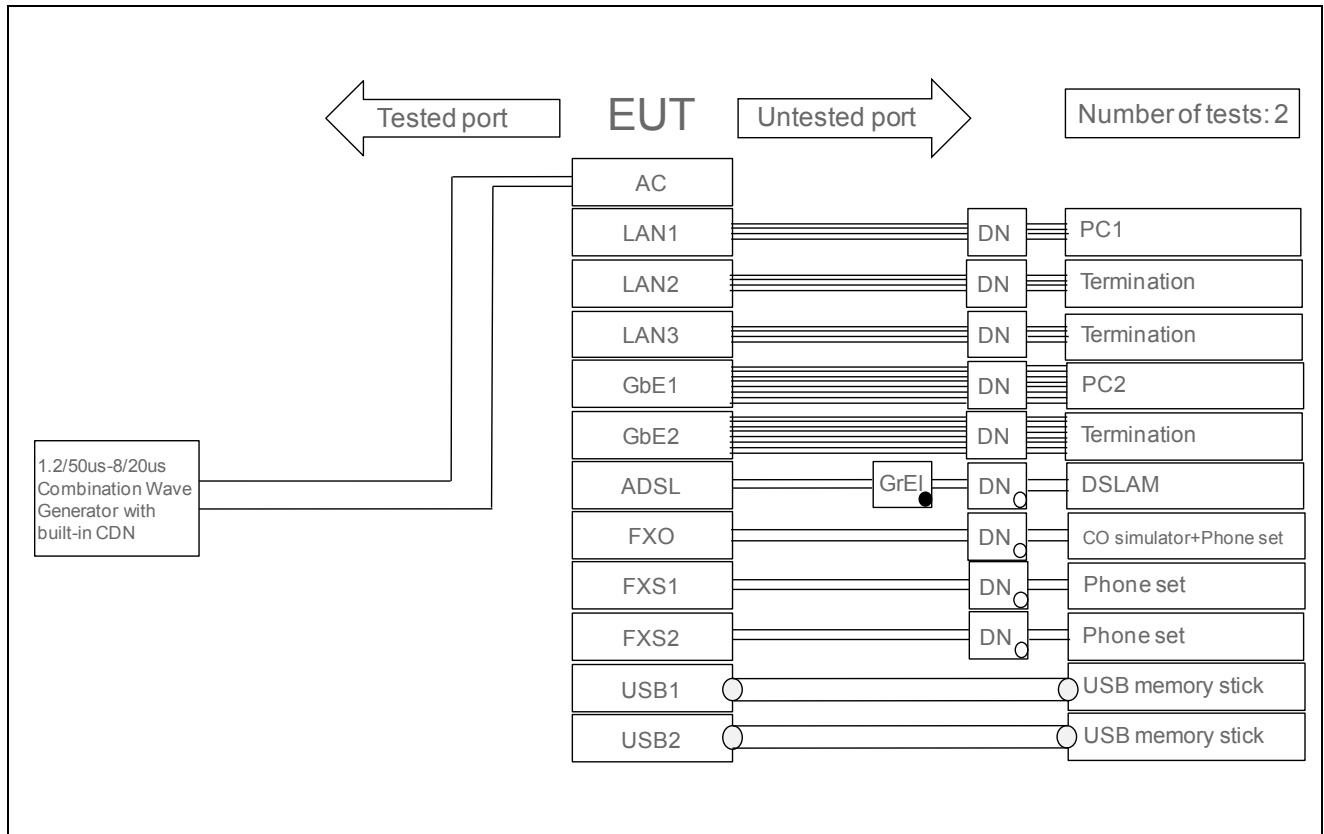 Tested port
EUT
Untested port
Number of tests: 2
AC
LAN1
DN
PC1
LAN2
DN
Termination
LAN3
DN
Termination
GbE1
DN
PC2
GbE2
DN
Termination
1.2/50us-8/20us
Combination Wave
Generator with
built-in CDN
ADSL
GrEI
DN
DSLAM
FXO
DN
CO simulator+Phone set
FXS1
DN
Phone set
FXS2
DN
Phone set
USB1
USB memory stick
USB2
USB memory stick